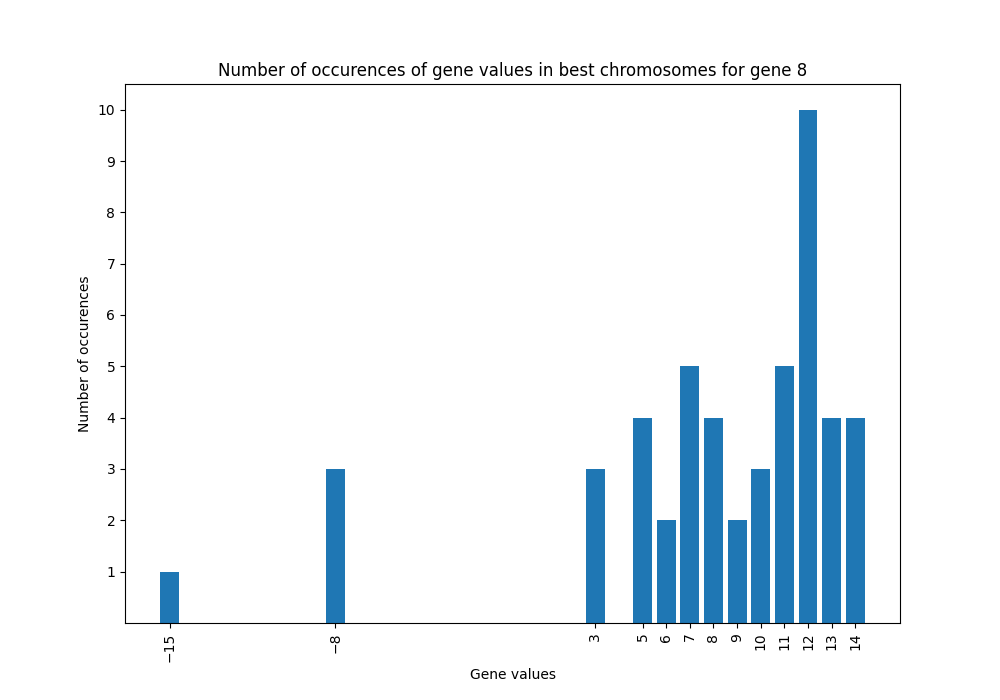 Number of occurences of gene values in best chromosomes for gene 8
10
9
8
7
6
5
4
3
2
1
Number of occurences
−15 −8 3 5 6 7 8 9 10 11 12 13 14
Gene values